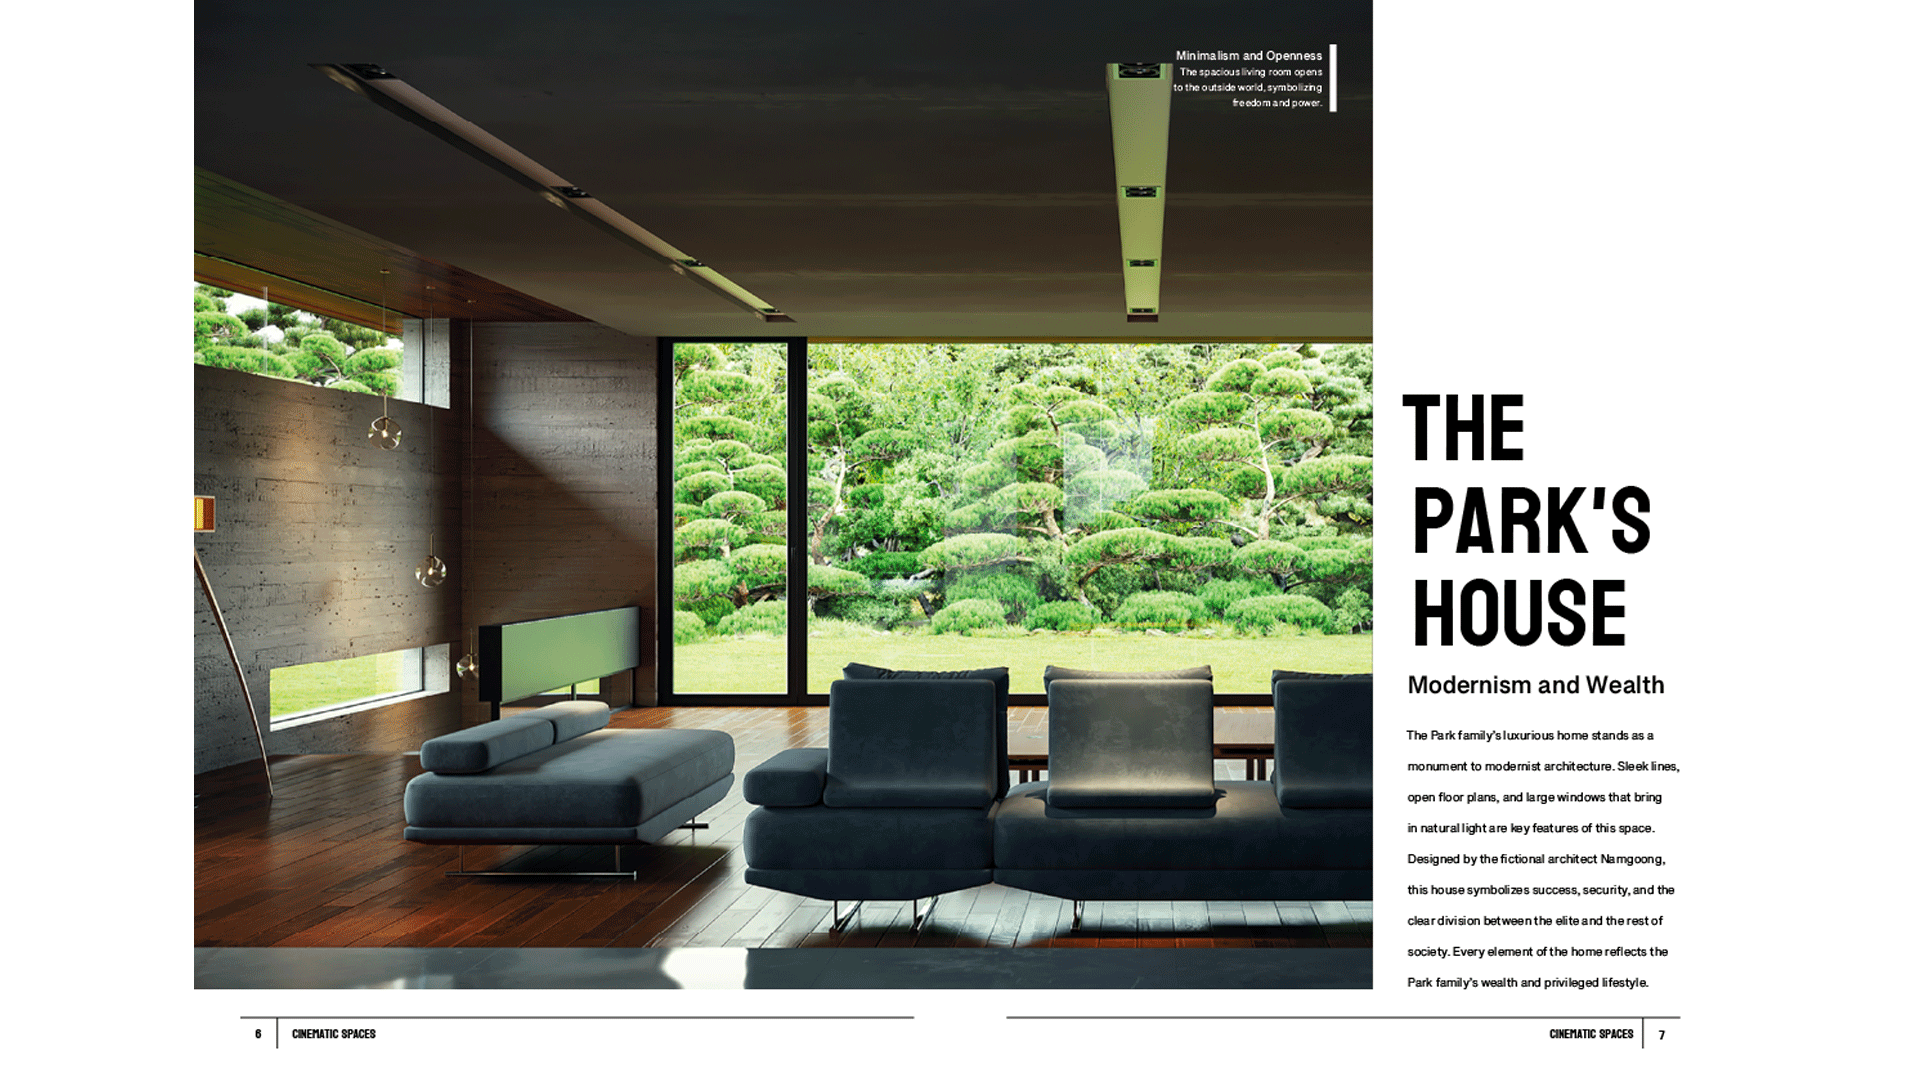 Minimalism and Openness
The spacious living room opens
to the outside world, symbolizing
freedom and power.
THE
PARK'S
HOUSE
Modernism and Wealth
The Park family's luxurious home stands as a
monument to modernist architecture. Sleek lines,
open floor plans, and large windows that bring
in natural light are key features of this space.
Designed by the fictional architect Namgoong,
this house symbolizes success, security, and the
clear division between the elite and the rest of
society. Every element of the home reflects the
Park family's wealth and privileged lifestyle.
6 CINEMATIC SPACES
CINEMATIC SPACES 7